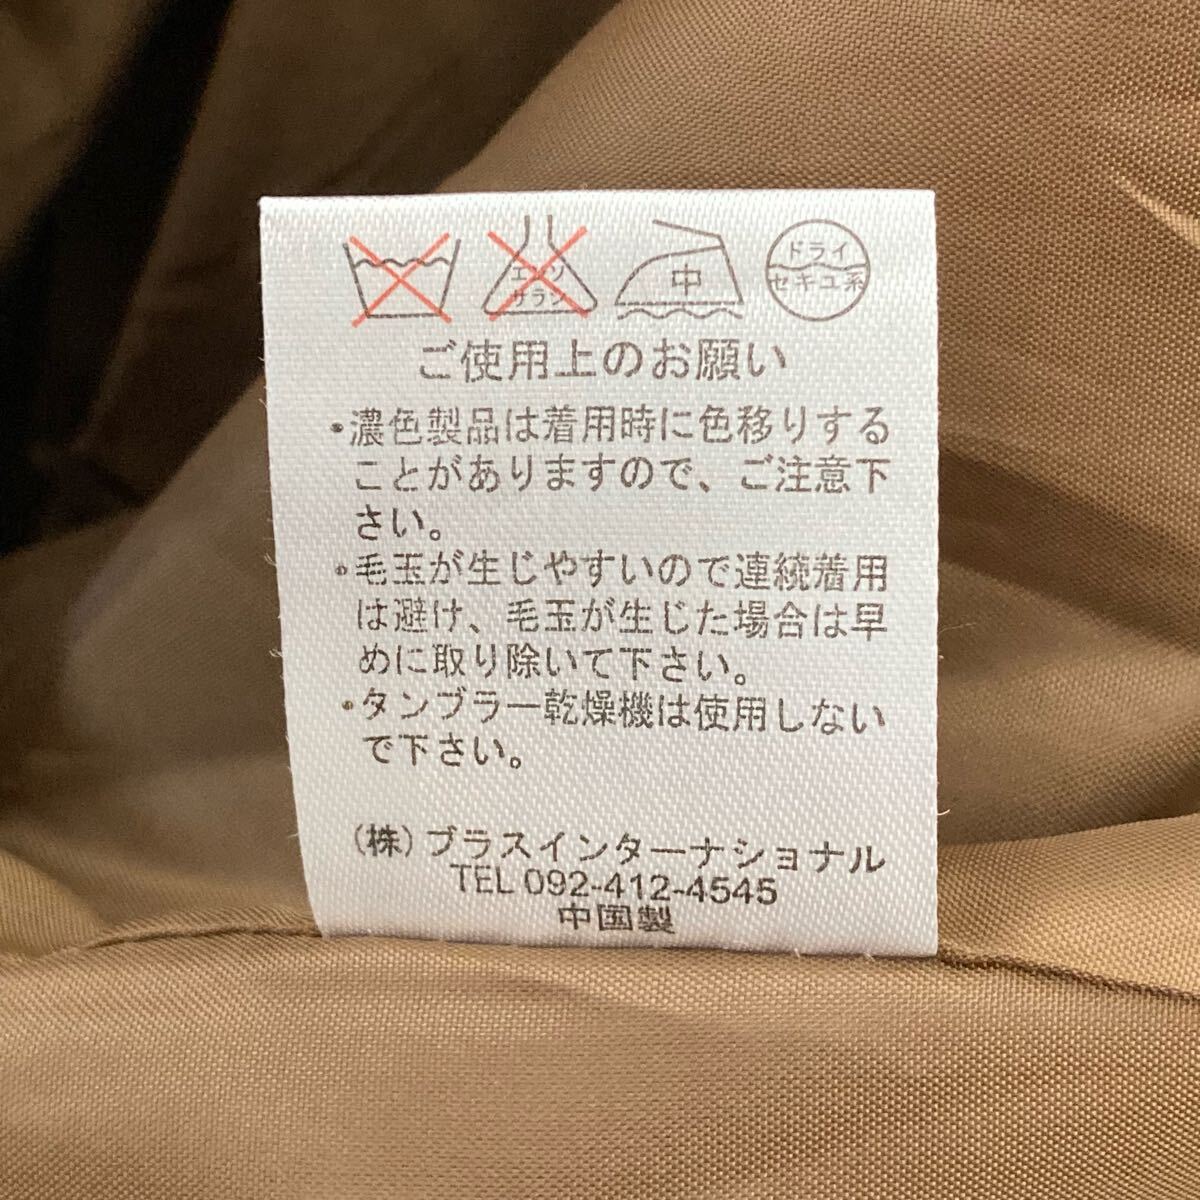 エンソ
サラシ
中
ドライ
セキユ系
ご使用上のお願い
・濃色製品は着用時に色移りする
ことがありますので、ご注意下
さい。
・毛玉が生じやすいので連続着用
は避け、毛玉が生じた場合は早
めに取り除いて下さい。
・タンブラー乾燥機は使用しない
で下さい。
(株)ブラスインターナショナル
TEL 092-412-4545
中国製